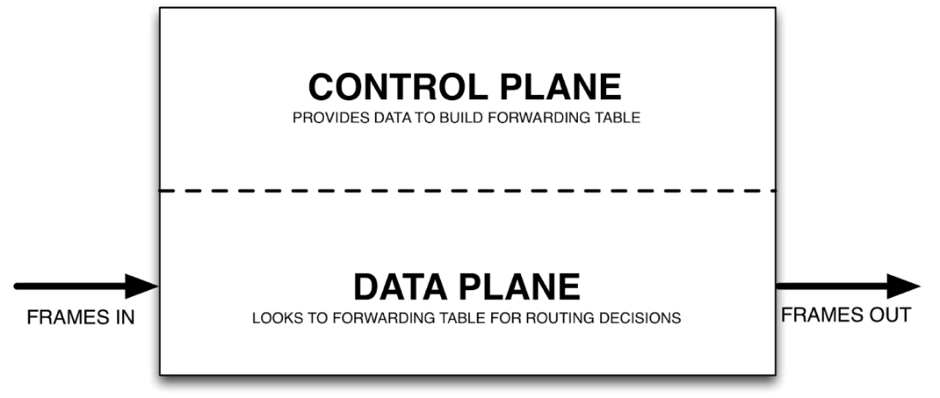 CONTROL PLANE
PROVIDES DATA TO BUILD FORWARDING TABLE
DATA PLANE
LOOKS TO FORWARDING TABLE FOR ROUTING DECISIONS
FRAMES IN
FRAMES OUT